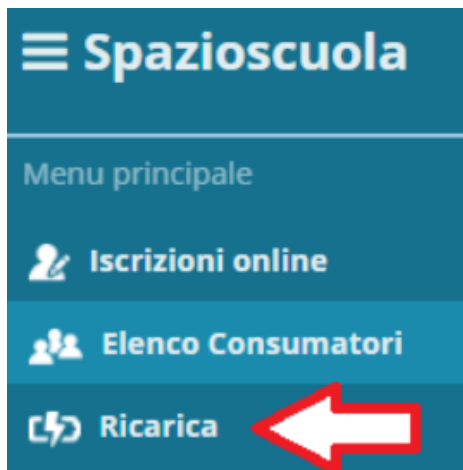 Spazioscuola
Menu principale
Iscrizioni online
Elenco Consumatori
Ricarica